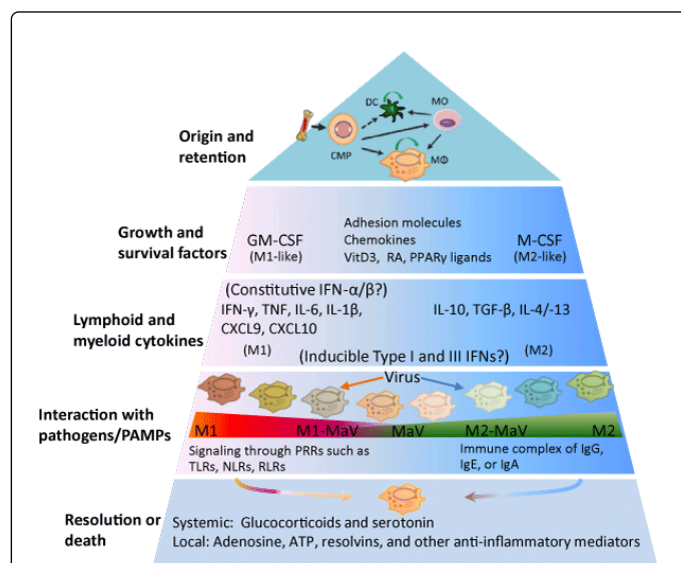 DC
MO
Origin and
retention
CMP
MΦ
Growth and
survival factors
GM-CSF
(M1-like)
Adhesion molecules
Chemokines
VitD3, RA, PPARγ ligands
M-CSF
(M2-like)
Lymphoid and
myeloid cytokines
(Constitutive IFN-α/β?)
IFN-γ, TNF, IL-6, IL-1β,
CXCL9, CXCL10
(M1)
IL-10, TGF-β, IL-4/-13
(M2)
(Inducible Type I and III IFNs?)
Virus
Interaction with
pathogens/PAMPs
M1
M1-MaV
MaV
M2-MaV
M2
Signaling through PRRs such as
TLRs, NLRs, RLRs
Immune complex of IgG,
IgE, or IgA
Resolution or
death
Systemic: Glucocorticoids and serotonin
Local: Adenosine, ATP, resolvins, and other anti-inflammatory mediators